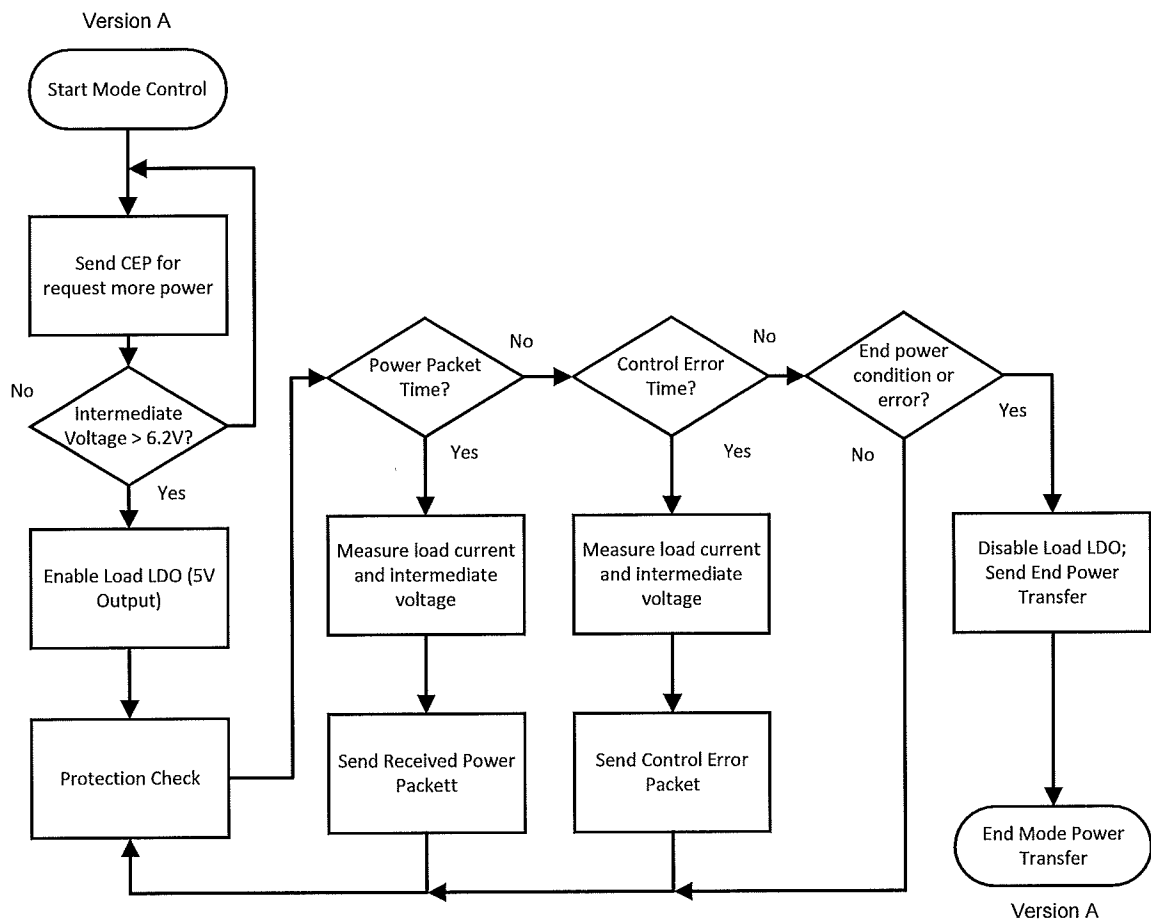 Version A
Start Mode Control
Send CEP for
request more power
No
Intermediate
Voltage > 6.2V?
Yes
Enable Load LDO (5V
Output)
Protection Check
Power Packet
Time?
No
Yes
Measure load current
and intermediate
voltage
Send Received Power
Packett
Control Error
Time?
No
Yes
Measure load current
and intermediate
voltage
Send Control Error
Packet
End power
condition or
error?
Yes
No
Disable Load LDO;
Send End Power
Transfer
End Mode Power
Transfer
Version A